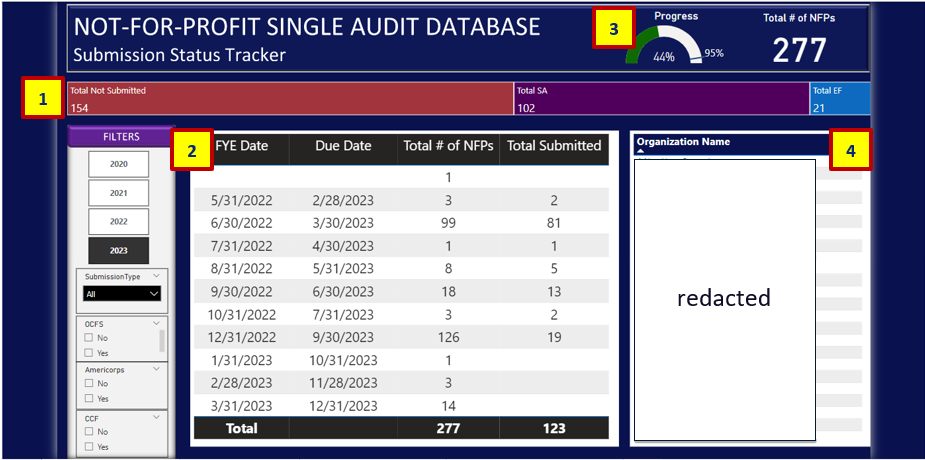 NOT-FOR-PROFIT SINGLE AUDIT DATABASE
Submission Status Tracker
3
Progress
44%
95%
Total # of NFPs
277
1
Total Not Submitted
154
Total SA
102
Total EF
21
FILTERS
2020
2021
2022
2023
SubmissionType
All
OCFS
No
Yes
Americorps
No
Yes
CCF
No
Yes
2
FYE Date Due Date Total # of NFPs Total Submitted
1
5/31/2022 2/28/2023 3 2
6/30/2022 3/30/2023 99 81
7/31/2022 4/30/2023 1 1
8/31/2022 5/31/2023 8 5
9/30/2022 6/30/2023 18 13
10/31/2022 7/31/2023 3 2
12/31/2022 9/30/2023 126 19
1/31/2023 10/31/2023 1
2/28/2023 11/28/2023 3
3/31/2023 12/31/2023 14
Total 277 123
Organization Name
4
redacted